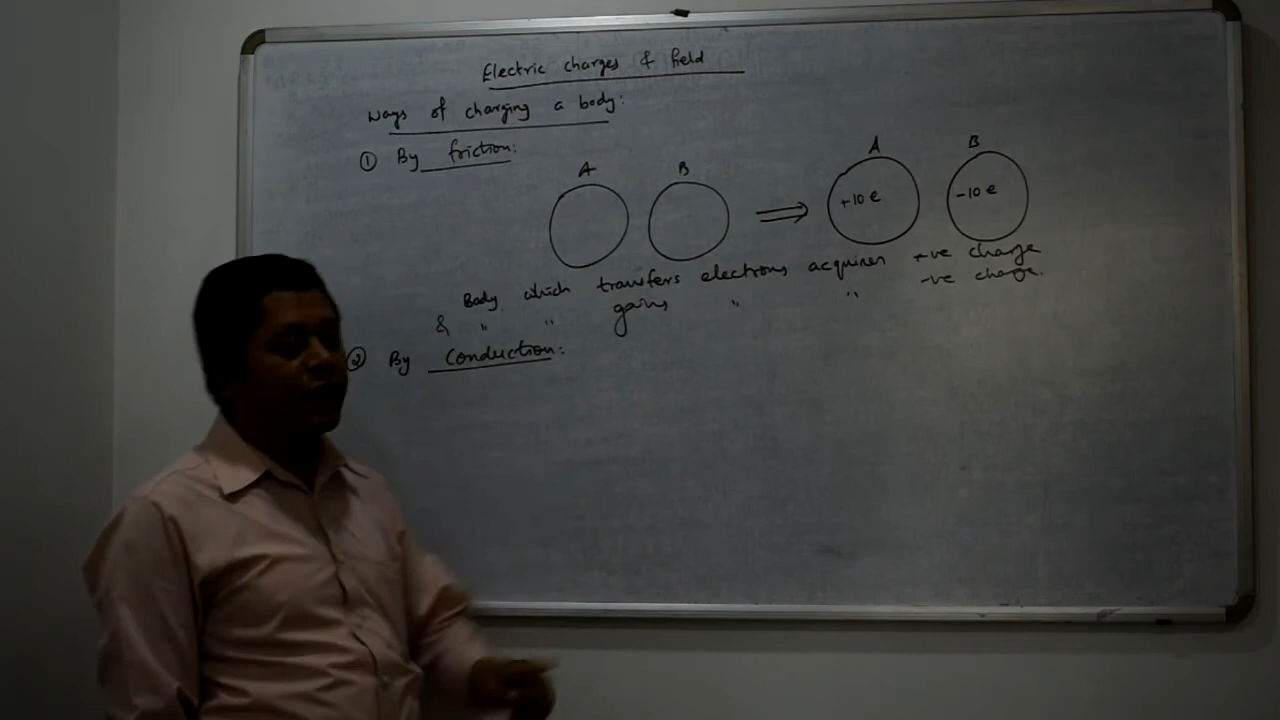 Electric charges & field
Ways of charging a body:
① By friction:
A B A B
+10 e -10 e
Body which transfers electrons acquires +ve charge
& " " gains " " -ve charge.
② By conduction: